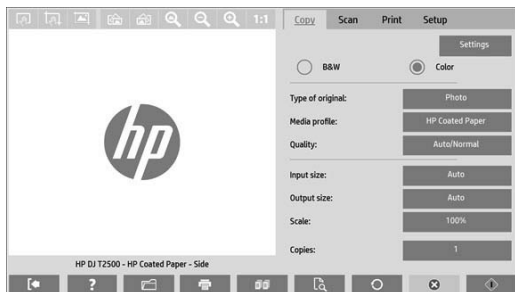 1:1
Copy Scan Print Setup
Settings
B&W Color
Type of original: Photo
Media profile: HP Coated Paper
Quality: Auto/Normal
Input size: Auto
Output size: Auto
Scale: 100%
Copies: 1
hp
HP DJ T2500 - HP Coated Paper - Side
?